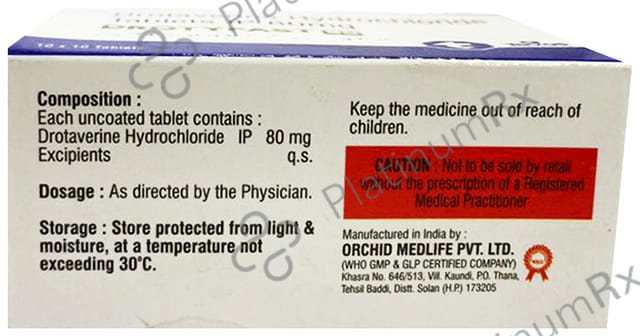 Drotaverine Hydrochloride
DROTYFAST
10 x 10 Tablets
Composition :
Each uncoated tablet contains :
Drotaverine Hydrochloride IP 80 mg
Excipients q.s.
Dosage : As directed by the Physician.
Storage : Store protected from light &
moisture, at a temperature not
exceeding 30°C.
Keep the medicine out of reach of
children.
CAUTION : Not to be sold by retail
without the prescription of a Registered
Medical Practitioner
Manufactured in India by :
ORCHID MEDLIFE PVT. LTD.
(WHO GMP & GLP CERTIFIED COMPANY)
Khasra No. 646/513, Vill. Kaundi, P.O. Thana,
Tehsil Baddi, Distt. Solan (H.P.) 173205
PlatinumRx
PlatinumRx
PlatinumRx